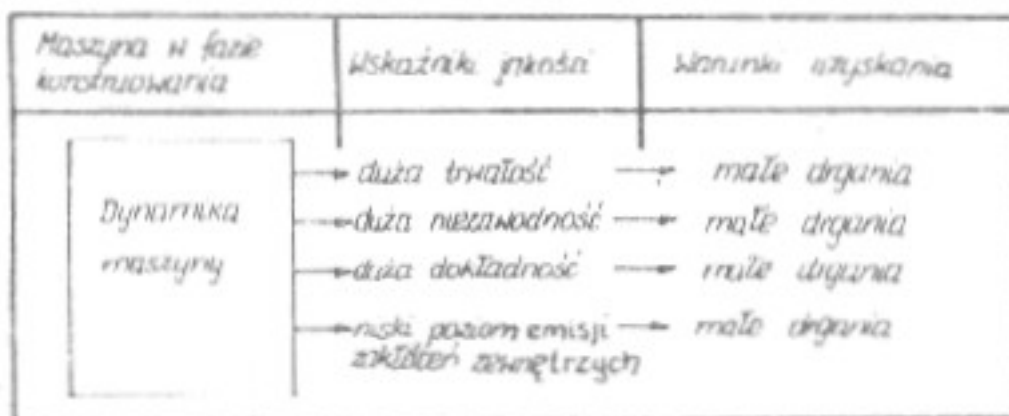 Maszyna w fazie
konstruowania
Wskaźniki jakości
Warunki uzyskania
Dynamika
maszyny
duża trwałość → małe drgania
duża niezawodność → małe drgania
duża dokładność → małe drgania
niski poziom emisji → małe drgania
zakłóceń zewnętrzych